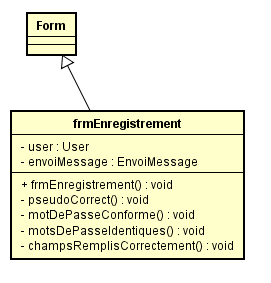 Form
frmEnregistrement
- user : User
- envoiMessage : EnvoiMessage
+ frmEnregistrement() : void
- pseudoCorrect() : void
- motDePasseConforme() : void
- motsDePasseIdentiques() : void
- champsRemplisCorrectement() : void